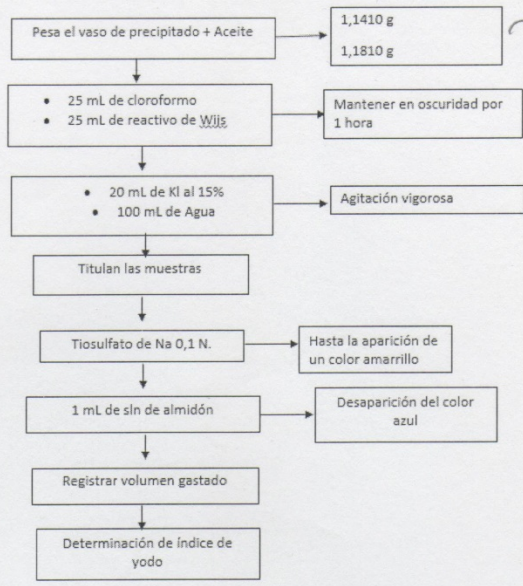 Pesa el vaso de precipitado + Aceite
1,1410 g
1,1810 g
• 25 mL de cloroformo
• 25 mL de reactivo de Wijs
Mantener en oscuridad por
1 hora
• 20 mL de Kl al 15%
• 100 mL de Agua
Agitación vigorosa
Titulan las muestras
Tiosulfato de Na 0,1 N.
Hasta la aparición de
un color amarrillo
1 mL de sln de almidón
Desaparición del color
azul
Registrar volumen gastado
Determinación de índice de
yodo